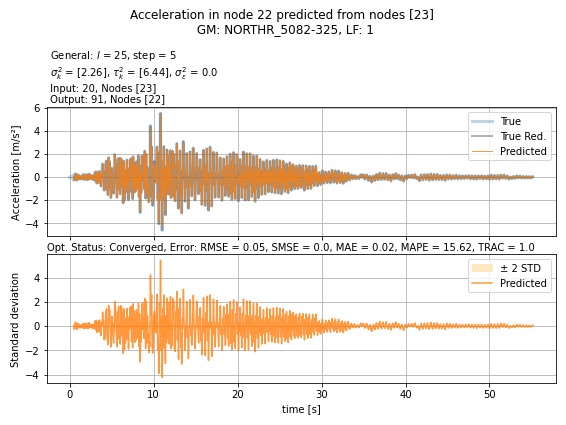 Acceleration in node 22 predicted from nodes [23]
GM: NORTHR_5082-325, LF: 1
General: l = 25, step = 5
σ²ₖ = [2.26], τ²ₖ = [6.44], σ²ε = 0.0
Input: 20, Nodes [23]
Output: 91, Nodes [22]
Acceleration [m/s²]
6
4
2
0
−2
−4
True
True Red.
Predicted
Opt. Status: Converged, Error: RMSE = 0.05, SMSE = 0.0, MAE = 0.02, MAPE = 15.62, TRAC = 1.0
Standard deviation
4
2
0
−2
−4
± 2 STD
Predicted
0 10 20 30 40 50
time [s]